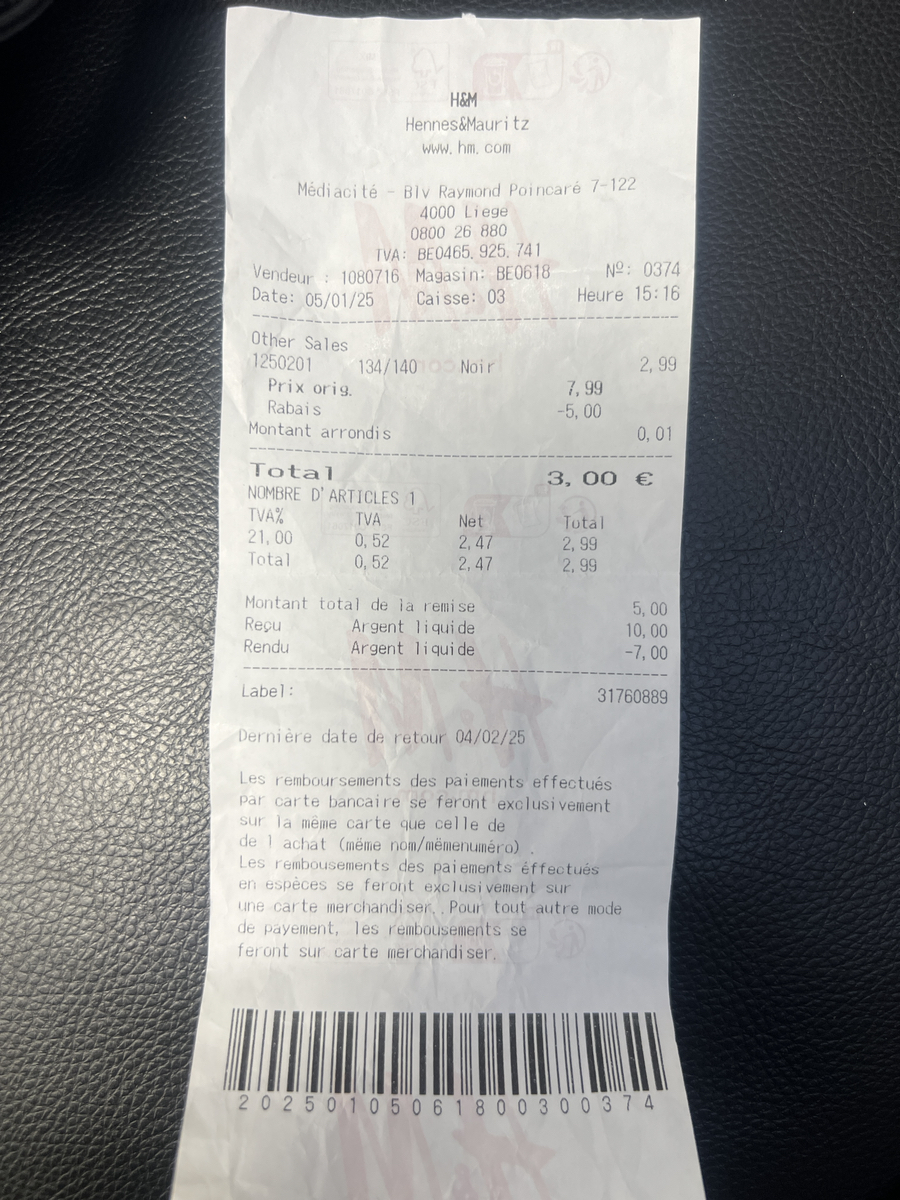 H&M
Hennes&Mauritz
www.hm.com
Médiacité - Blv Raymond Poincaré 7-122
4000 Liege
0800 26 880
TVA: BE0465.925.741
Vendeur : 1080716 Magasin: BE0618 Nº: 0374
Date: 05/01/25 Caisse: 03 Heure 15:16
Other Sales
1250201 134/140 Noir 2,99
Prix orig. 7,99
Rabais -5,00
Montant arrondis 0,01
Total 3,00 €
NOMBRE D'ARTICLES 1
TVA% TVA Net Total
21,00 0,52 2,47 2,99
Total 0,52 2,47 2,99
Montant total de la remise 5,00
Reçu Argent liquide 10,00
Rendu Argent liquide -7,00
Label: 31760889
Dernière date de retour 04/02/25
Les remboursements des paiements effectués
par carte bancaire se feront exclusivement
sur la même carte que celle de
de l achat (mëme nom/mëmenuméro) .
Les rembousements des paiements éffectués
en espèces se feront exclusivement sur
une carte merchandiser..Pour tout autre mode
de payement, les rembousements se
feront sur carte merchandiser.
20250105061800300374